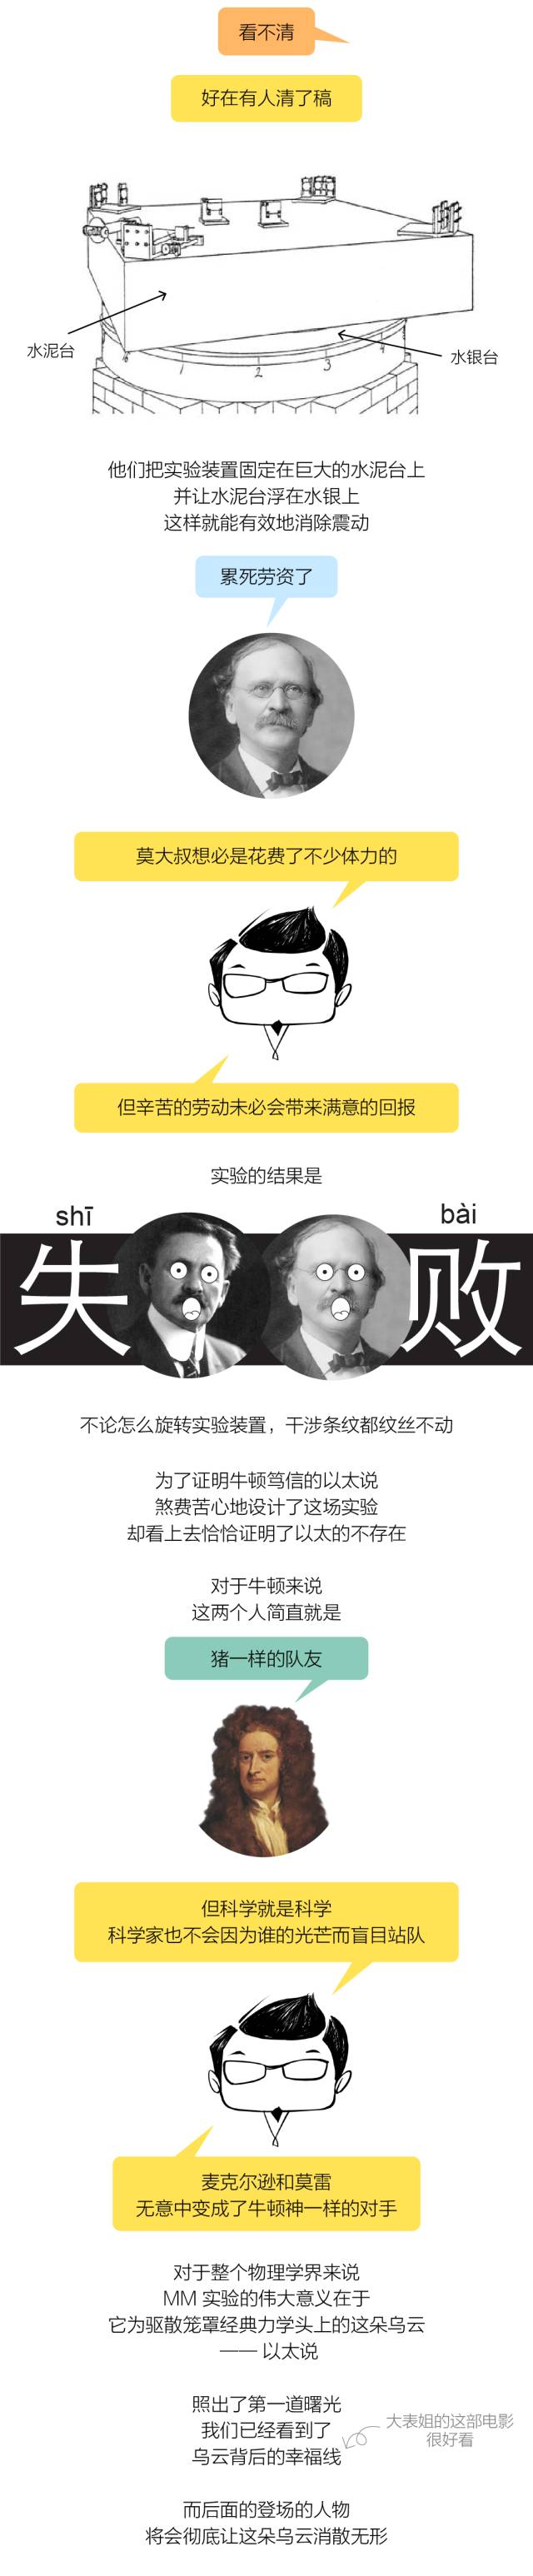 看不清
好在有人清了稿
水泥台
水银台
1
2
3
4
他们把实验装置固定在巨大的水泥台上
并让水泥台浮在水银上
这样就能有效地消除震动
累死劳资了
莫大叔想必是花费了不少体力的
但辛苦的劳动未必会带来满意的回报
实验的结果是
shī bài
失败
不论怎么旋转实验装置，干涉条纹都纹丝不动
为了证明牛顿笃信的以太说
煞费苦心地设计了这场实验
却看上去恰恰证明了以太的不存在
对于牛顿来说
这两个人简直就是
猪一样的队友
但科学就是科学
科学家也不会因为谁的光芒而盲目站队
麦克尔逊和莫雷
无意中变成了牛顿神一样的对手
对于整个物理学界来说
MM 实验的伟大意义在于
它为驱散笼罩经典力学头上的这朵乌云
—— 以太说
照出了第一道曙光
我们已经看到了
乌云背后的幸福线
大表姐的这部电影
很好看
而后面的登场的人物
将会彻底让这朵乌云消散无形